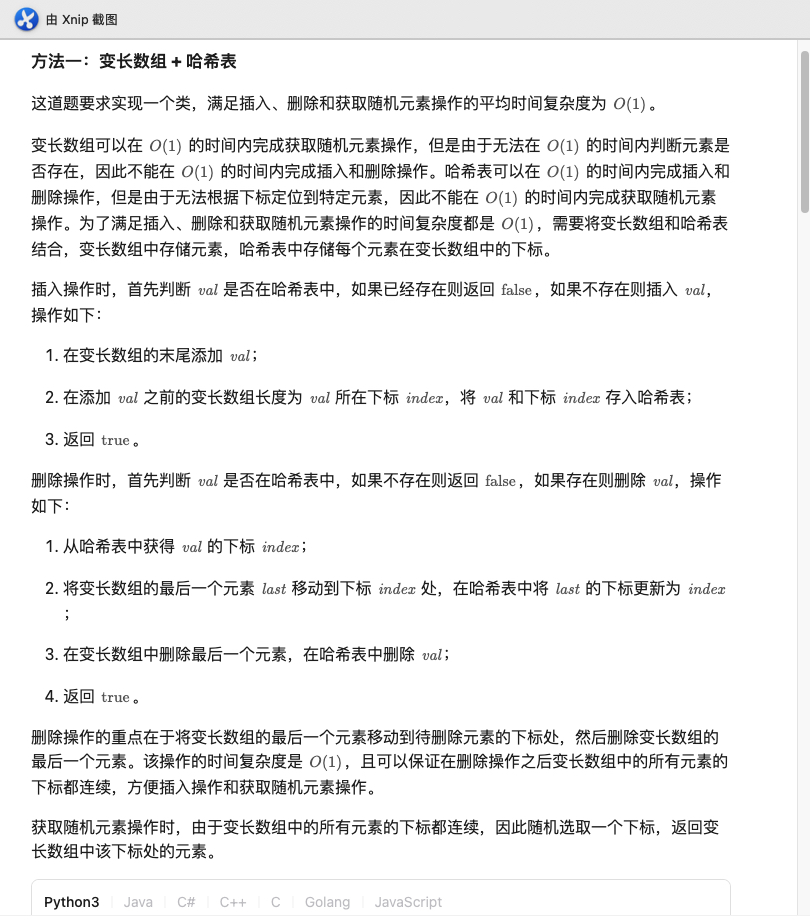 由 Xnip 截图
方法一：变长数组 + 哈希表
这道题要求实现一个类，满足插入、删除和获取随机元素操作的平均时间复杂度为 O(1)。
变长数组可以在 O(1) 的时间内完成获取随机元素操作，但是由于无法在 O(1) 的时间内判断元素是
否存在，因此不能在 O(1) 的时间内完成插入和删除操作。哈希表可以在 O(1) 的时间内完成插入和
删除操作，但是由于无法根据下标定位到特定元素，因此不能在 O(1) 的时间内完成获取随机元素
操作。为了满足插入、删除和获取随机元素操作的时间复杂度都是 O(1)，需要将变长数组和哈希表
结合，变长数组中存储元素，哈希表中存储每个元素在变长数组中的下标。
插入操作时，首先判断 val 是否在哈希表中，如果已经存在则返回 false，如果不存在则插入 val，
操作如下：
1. 在变长数组的末尾添加 val；
2. 在添加 val 之前的变长数组长度为 val 所在下标 index，将 val 和下标 index 存入哈希表；
3. 返回 true。
删除操作时，首先判断 val 是否在哈希表中，如果不存在则返回 false，如果存在则删除 val，操作
如下：
1. 从哈希表中获得 val 的下标 index；
2. 将变长数组的最后一个元素 last 移动到下标 index 处，在哈希表中将 last 的下标更新为 index
；
3. 在变长数组中删除最后一个元素，在哈希表中删除 val；
4. 返回 true。
删除操作的重点在于将变长数组的最后一个元素移动到待删除元素的下标处，然后删除变长数组的
最后一个元素。该操作的时间复杂度是 O(1)，且可以保证在删除操作之后变长数组中的所有元素的
下标都连续，方便插入操作和获取随机元素操作。
获取随机元素操作时，由于变长数组中的所有元素的下标都连续，因此随机选取一个下标，返回变
长数组中该下标处的元素。
Python3 Java C# C++ C Golang JavaScript